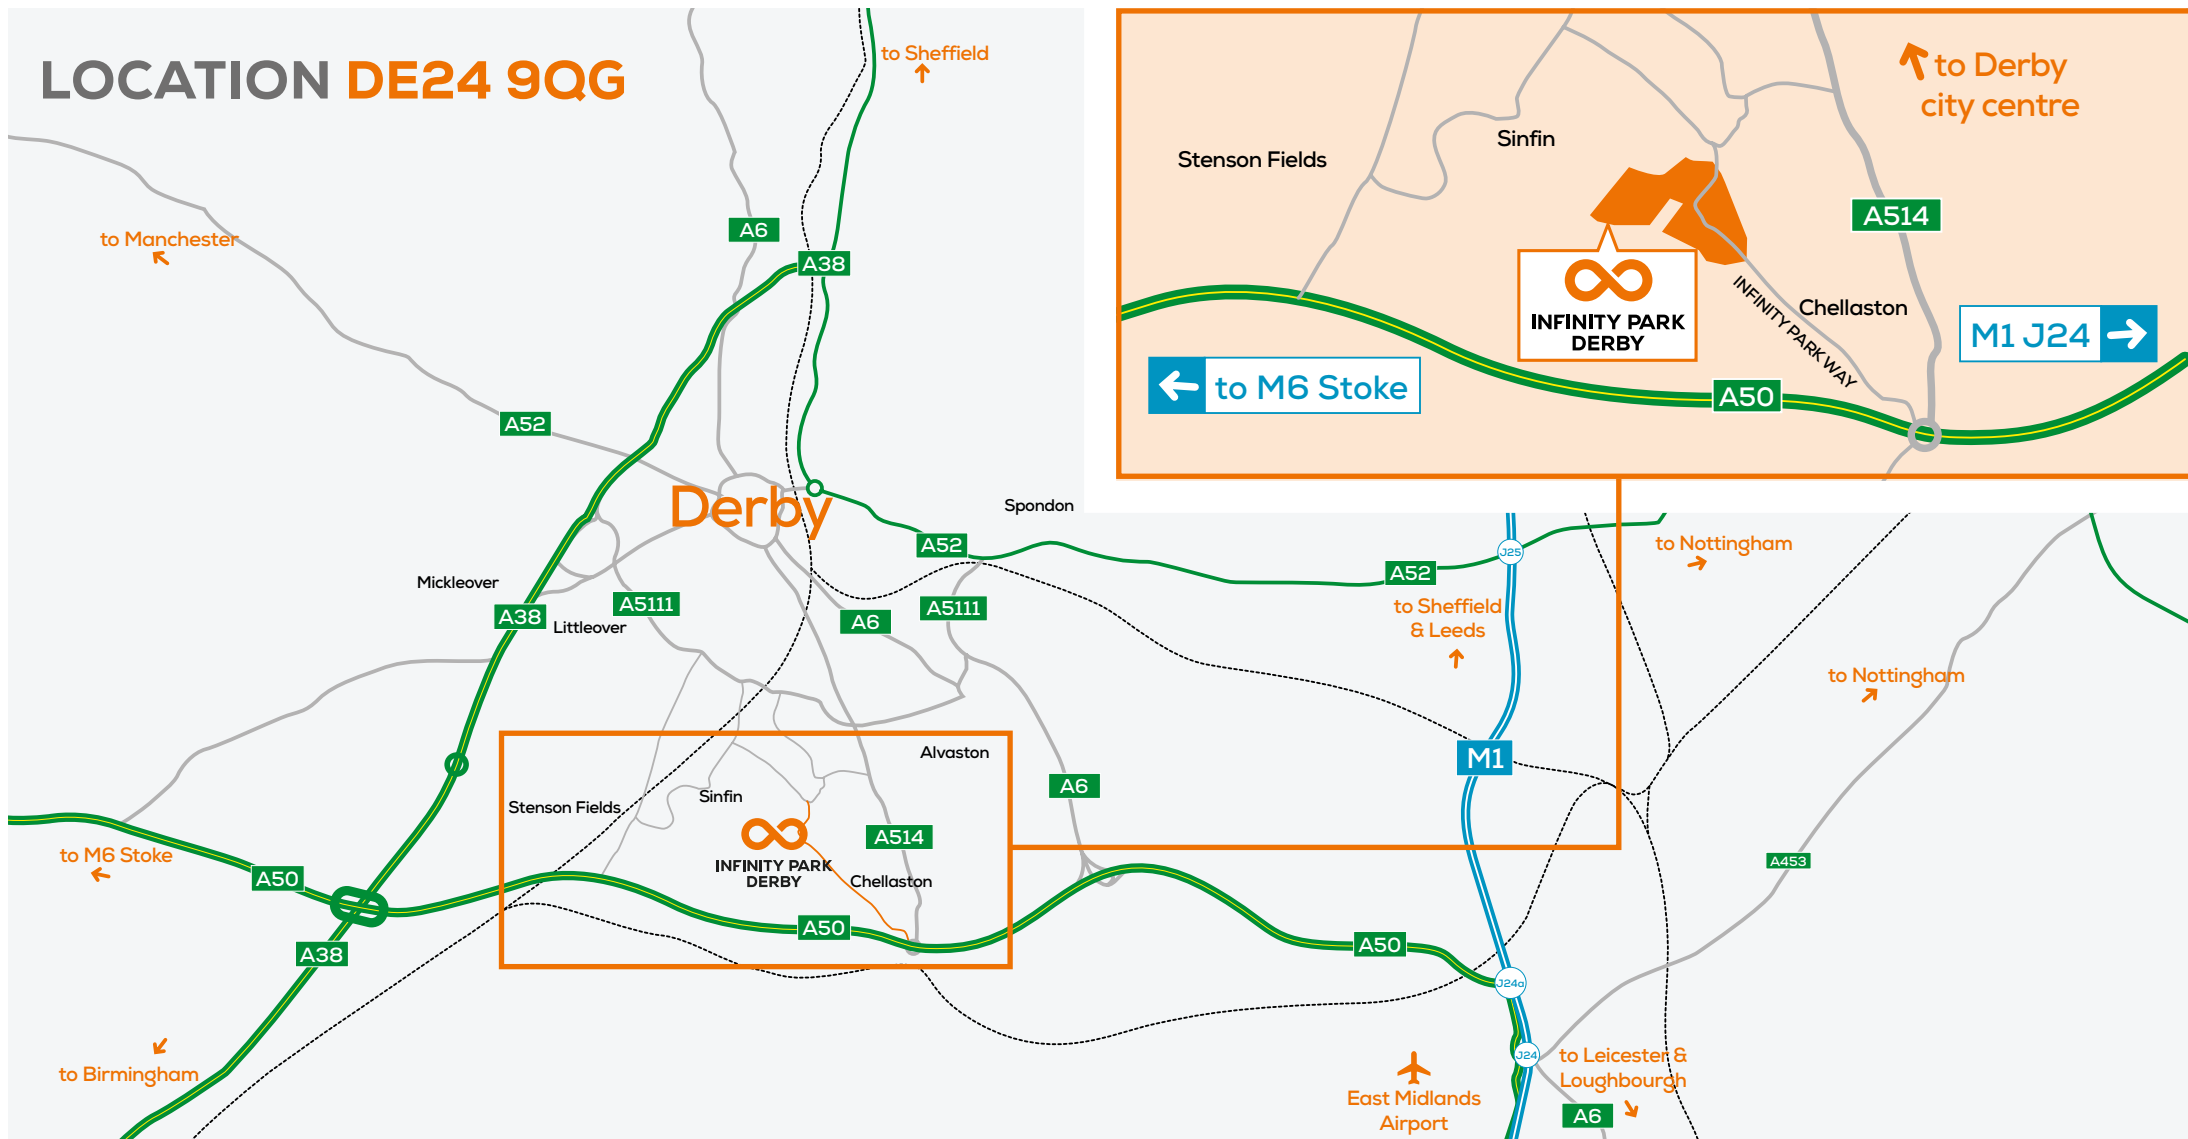 LOCATION DE24 9QG
to Sheffield
to Manchester
A6
A38
A52
Derby
Spondon
A52
Mickleover
A38
Littleover
A5111
A6
A5111
A52
J25
to Nottingham
to Sheffield
& Leeds
to Nottingham
M1
Alvaston
A6
Stenson Fields
Sinfin
INFINITY PARK
DERBY
A514
Chellaston
A50
to M6 Stoke
A50
A38
to Birmingham
A50
A453
J24a
J24
to Leicester &
Loughbourgh
A6
East Midlands
Airport
to Derby
city centre
Sinfin
Stenson Fields
A514
INFINITY PARK
DERBY
INFINITY PARK WAY
Chellaston
M1 J24
to M6 Stoke
A50